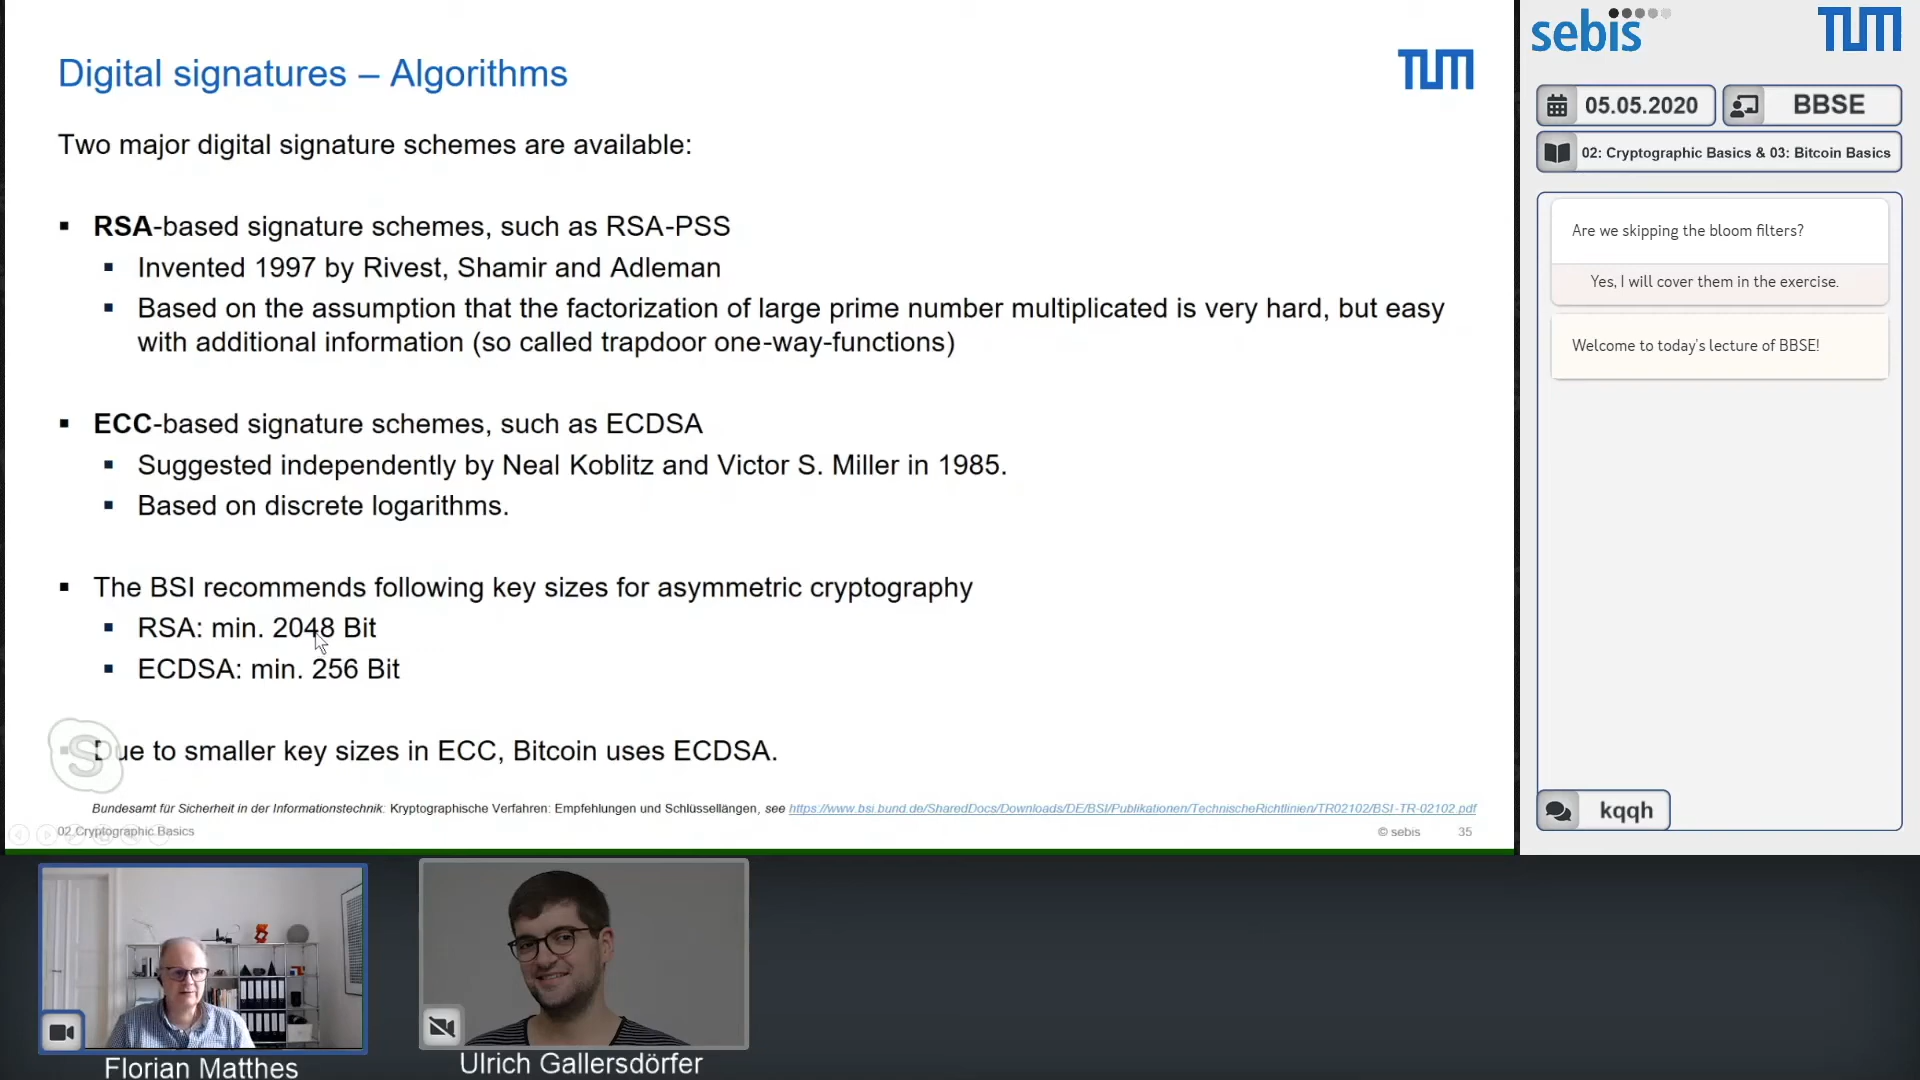 Digital signatures – Algorithms
TUM
Two major digital signature schemes are available:
▪ RSA-based signature schemes, such as RSA-PSS
▪ Invented 1997 by Rivest, Shamir and Adleman
▪ Based on the assumption that the factorization of large prime number multiplicated is very hard, but easy
with additional information (so called trapdoor one-way-functions)
▪ ECC-based signature schemes, such as ECDSA
▪ Suggested independently by Neal Koblitz and Victor S. Miller in 1985.
▪ Based on discrete logarithms.
▪ The BSI recommends following key sizes for asymmetric cryptography
▪ RSA: min. 2048 Bit
▪ ECDSA: min. 256 Bit
▪ Due to smaller key sizes in ECC, Bitcoin uses ECDSA.
S
Bundesamt für Sicherheit in der Informationstechnik: Kryptographische Verfahren: Empfehlungen und Schlüssellängen, see https://www.bsi.bund.de/SharedDocs/Downloads/DE/BSI/Publikationen/TechnischeRichtlinien/TR02102/BSI-TR-02102.pdf
02 Cryptographic Basics
© sebis 35
sebis TUM
05.05.2020 BBSE
02: Cryptographic Basics & 03: Bitcoin Basics
Are we skipping the bloom filters?
Yes, I will cover them in the exercise.
Welcome to today's lecture of BBSE!
kqqh
Florian Matthes
Ulrich Gallersdörfer